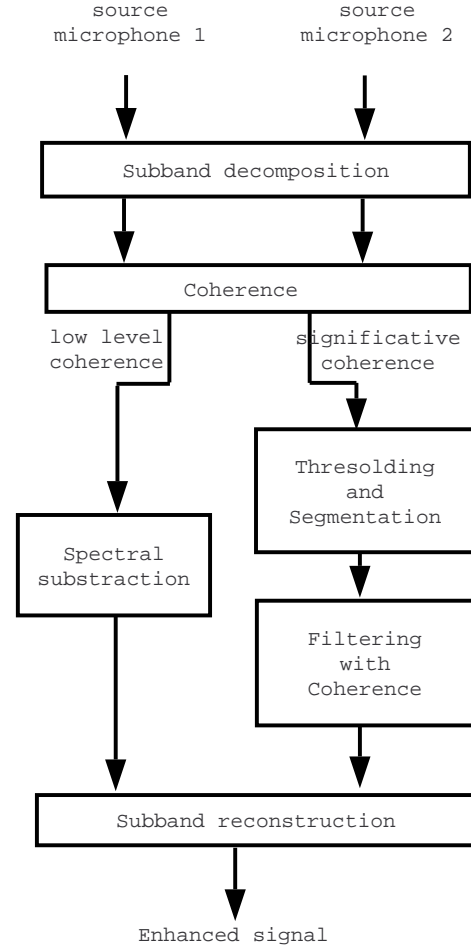 source
microphone 1
source
microphone 2
Subband decomposition
Coherence
low level
coherence
significative
coherence
Thresolding
and
Segmentation
Spectral
substraction
Filtering
with
Coherence
Subband reconstruction
Enhanced signal